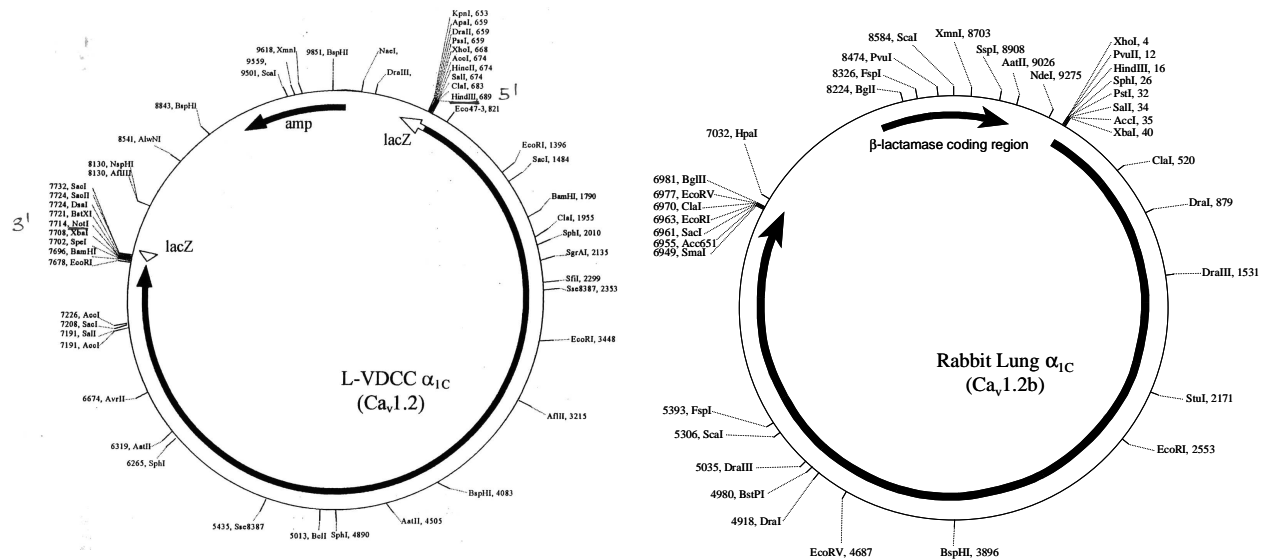 KpnI, 653
ApaI, 659
DraII, 659
PssI, 659
XhoI, 668
AccI, 674
HincII, 674
SalI, 674
ClaI, 683
HindIII, 689
5'
Eco47-3, 821
EcoRI, 1396
SacI, 1484
BamHI, 1790
ClaI, 1955
SphI, 2010
SgrAI, 2135
SfiI, 2299
Sse8387, 2353
EcoRI, 3448
AflII, 3215
BspHI, 4083
AatII, 4505
SphI, 4890
5013, BclI
5435, Sse8387
6265, SphI
6319, AatII
6674, AvrII
7191, AccI
7191, SalI
7208, SacI
7226, AccI
7678, EcoRI
7696, BamHI
7702, SpeI
7708, XbaI
7714, NotI
7721, BstXI
7724, DsaI
7724, SacII
7732, SacI
3'
8130, AflIII
8130, NspHI
8541, AlwNI
8843, BspHI
9501, ScaI
9559,
9618, XmnI
9851, BspHI
NaeI,
DraIII,
amp
lacZ
lacZ
L-VDCC α1C
(Cav1.2)
XhoI, 4
PvuII, 12
HindIII, 16
SphI, 26
PstI, 32
SalI, 34
AccI, 35
XbaI, 40
ClaI, 520
DraI, 879
DraIII, 1531
StuI, 2171
EcoRI, 2553
BspHI, 3896
EcoRV, 4687
4918, DraI
4980, BstPI
5035, DraIII
5306, ScaI
5393, FspI
6949, SmaI
6955, Acc651
6961, SacI
6963, EcoRI
6970, ClaI
6977, EcoRV
6981, BglII
7032, HpaI
8224, BglI
8326, FspI
8474, PvuI
8584, ScaI
XmnI, 8703
SspI, 8908
AatII, 9026
NdeI, 9275
β-lactamase coding region
Rabbit Lung α1C
(Cav1.2b)